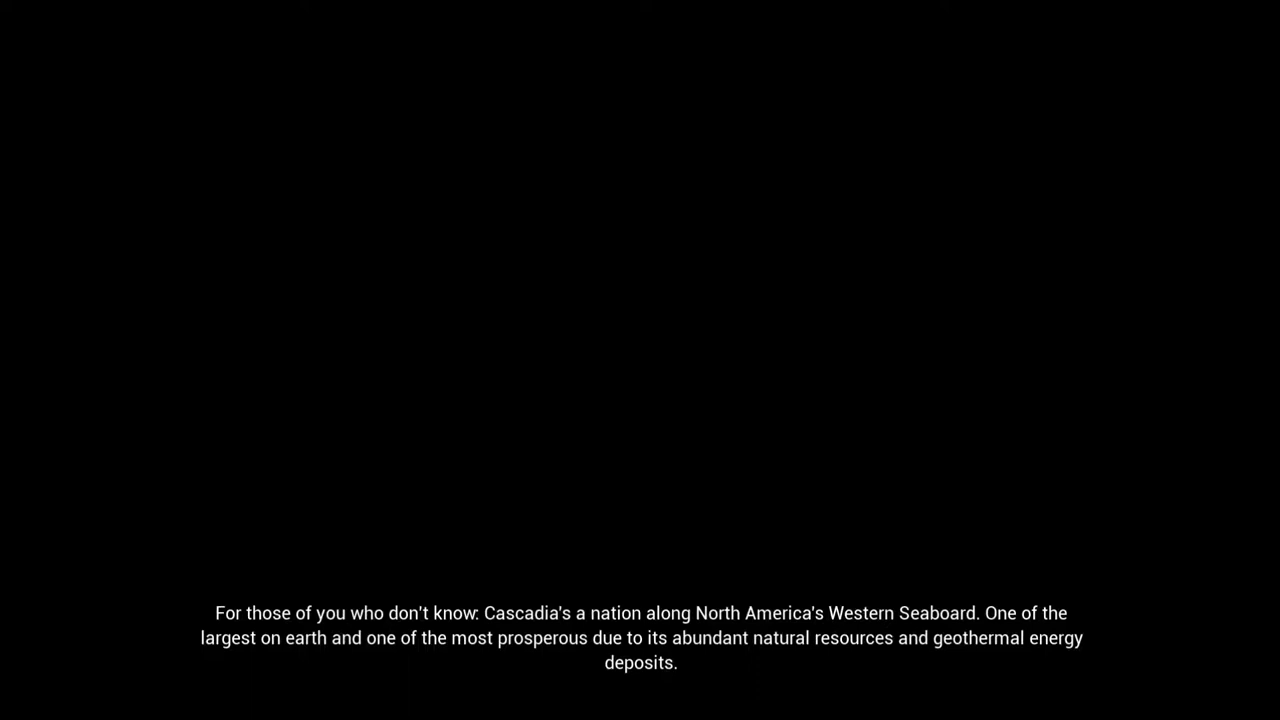 For those of you who don't know: Cascadia's a nation along North America's Western Seaboard. One of the
largest on earth and one of the most prosperous due to its abundant natural resources and geothermal energy
deposits.